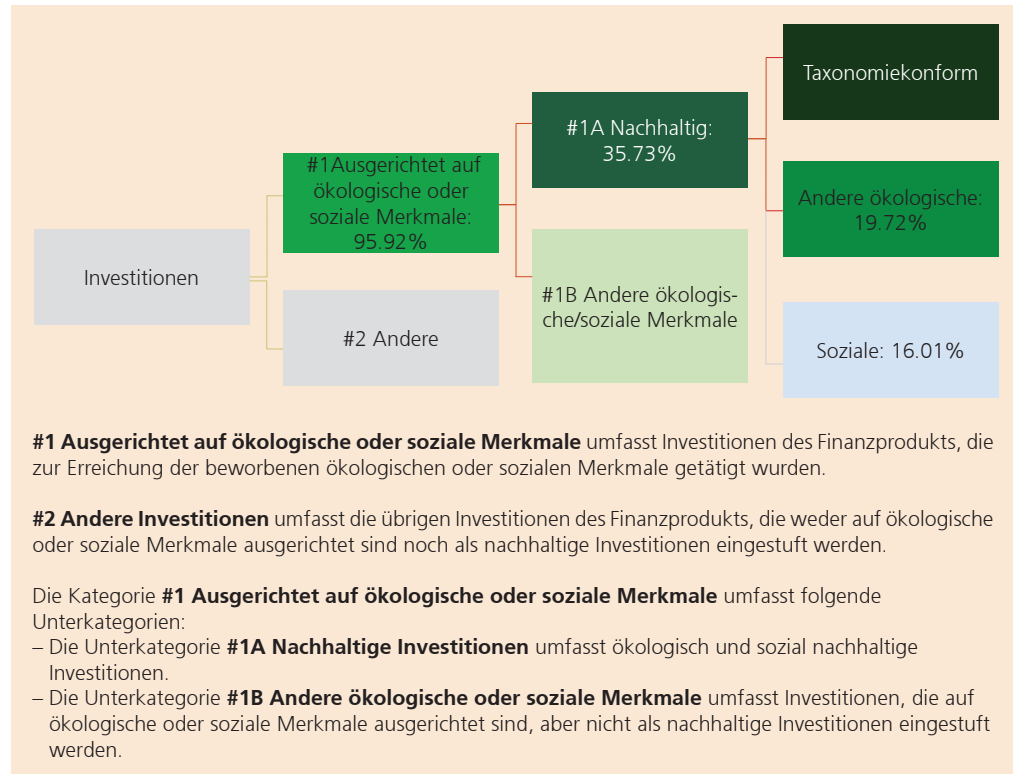 Taxonomiekonform
#1A Nachhaltig:
35.73%
#1Ausgerichtet auf
ökologische oder
soziale Merkmale:
95.92%
Andere ökologische:
19.72%
Investitionen
#1B Andere ökologis-
che/soziale Merkmale
#2 Andere
Soziale: 16.01%
#1 Ausgerichtet auf ökologische oder soziale Merkmale umfasst Investitionen des Finanzprodukts, die
zur Erreichung der beworbenen ökologischen oder sozialen Merkmale getätigt wurden.
#2 Andere Investitionen umfasst die übrigen Investitionen des Finanzprodukts, die weder auf ökologische
oder soziale Merkmale ausgerichtet sind noch als nachhaltige Investitionen eingestuft werden.
Die Kategorie #1 Ausgerichtet auf ökologische oder soziale Merkmale umfasst folgende
Unterkategorien:
– Die Unterkategorie #1A Nachhaltige Investitionen umfasst ökologisch und sozial nachhaltige
Investitionen.
– Die Unterkategorie #1B Andere ökologische oder soziale Merkmale umfasst Investitionen, die auf
ökologische oder soziale Merkmale ausgerichtet sind, aber nicht als nachhaltige Investitionen eingestuft
werden.